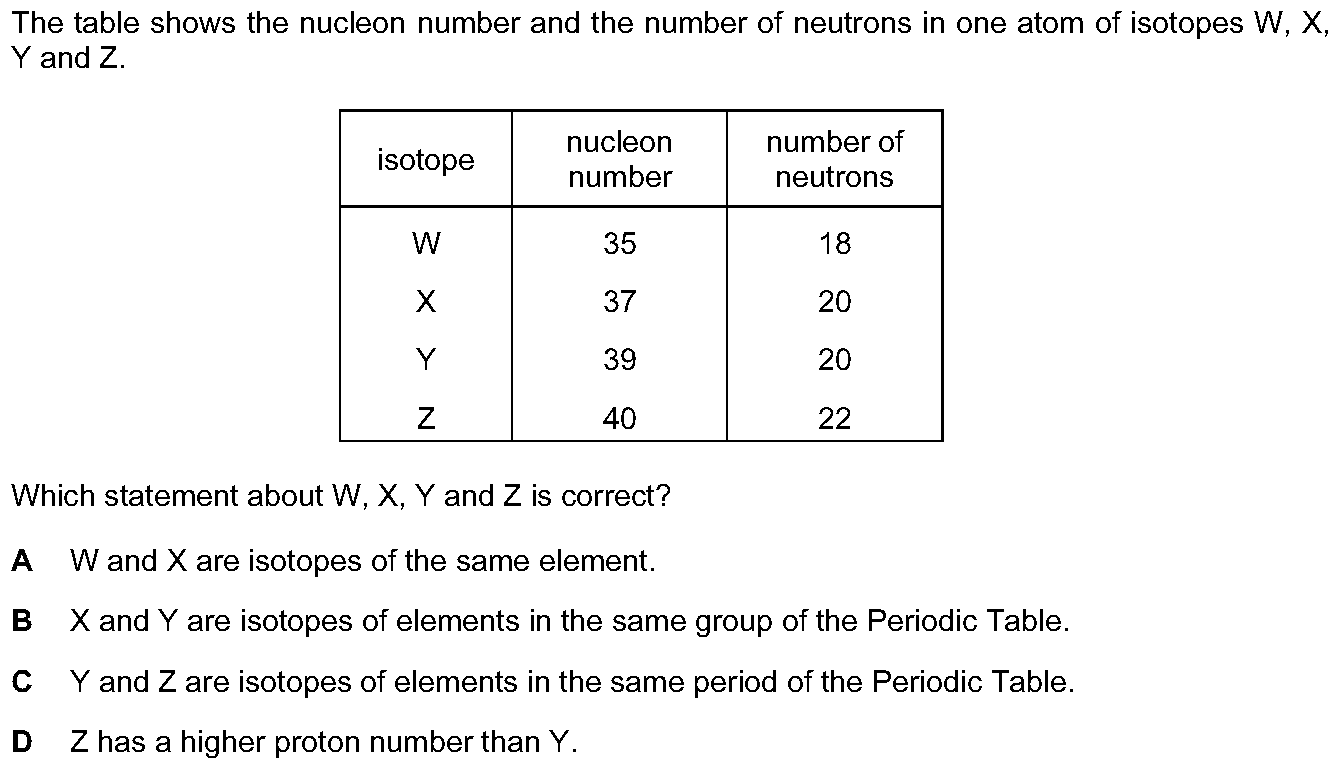 The table shows the nucleon number and the number of neutrons in one atom of isotopes W, X,
Y and Z.
isotope nucleon number number of neutrons
W 35 18
X 37 20
Y 39 20
Z 40 22
Which statement about W, X, Y and Z is correct?
A W and X are isotopes of the same element.
B X and Y are isotopes of elements in the same group of the Periodic Table.
C Y and Z are isotopes of elements in the same period of the Periodic Table.
D Z has a higher proton number than Y.